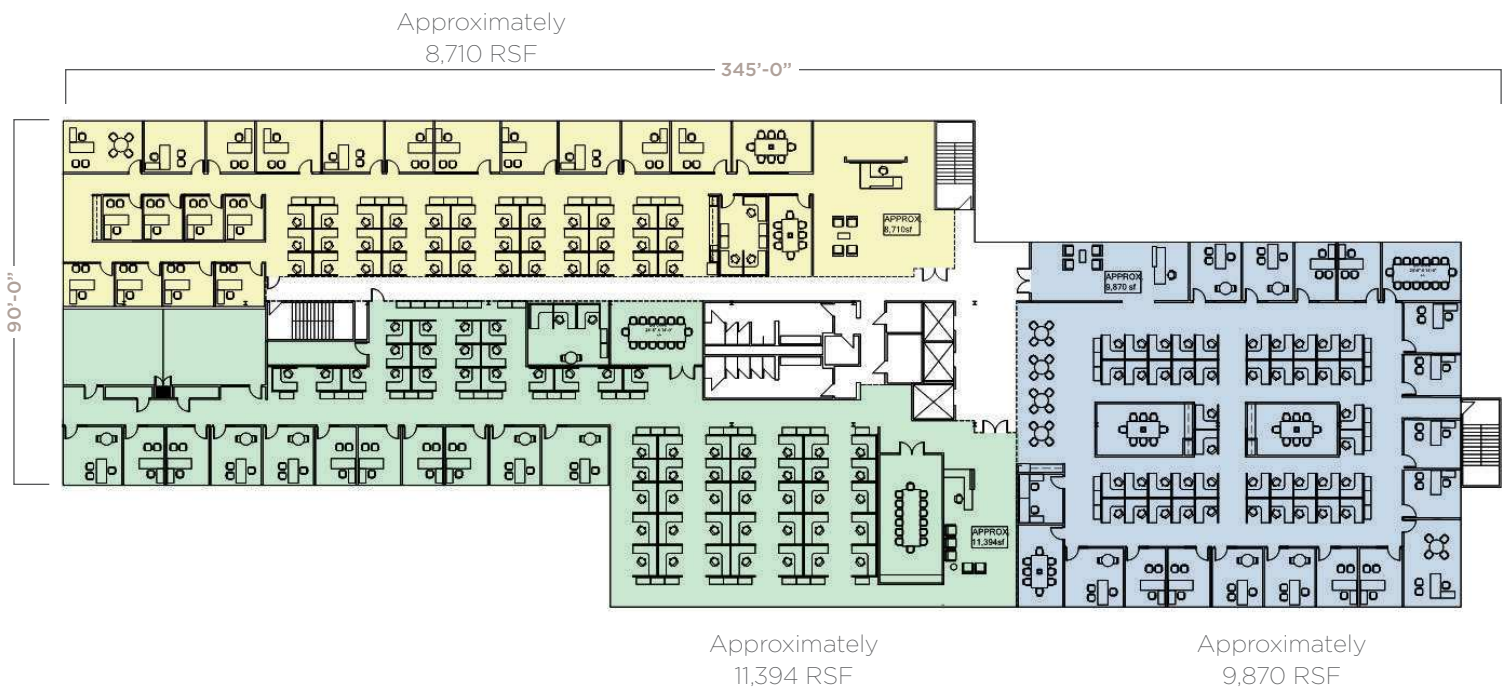 Approximately
8,710 RSF
345'-0"
90'-0"
APPROX.
8,710sf
APPROX.
9,870 sf
APPROX.
11,394sf
Approximately
11,394 RSF
Approximately
9,870 RSF